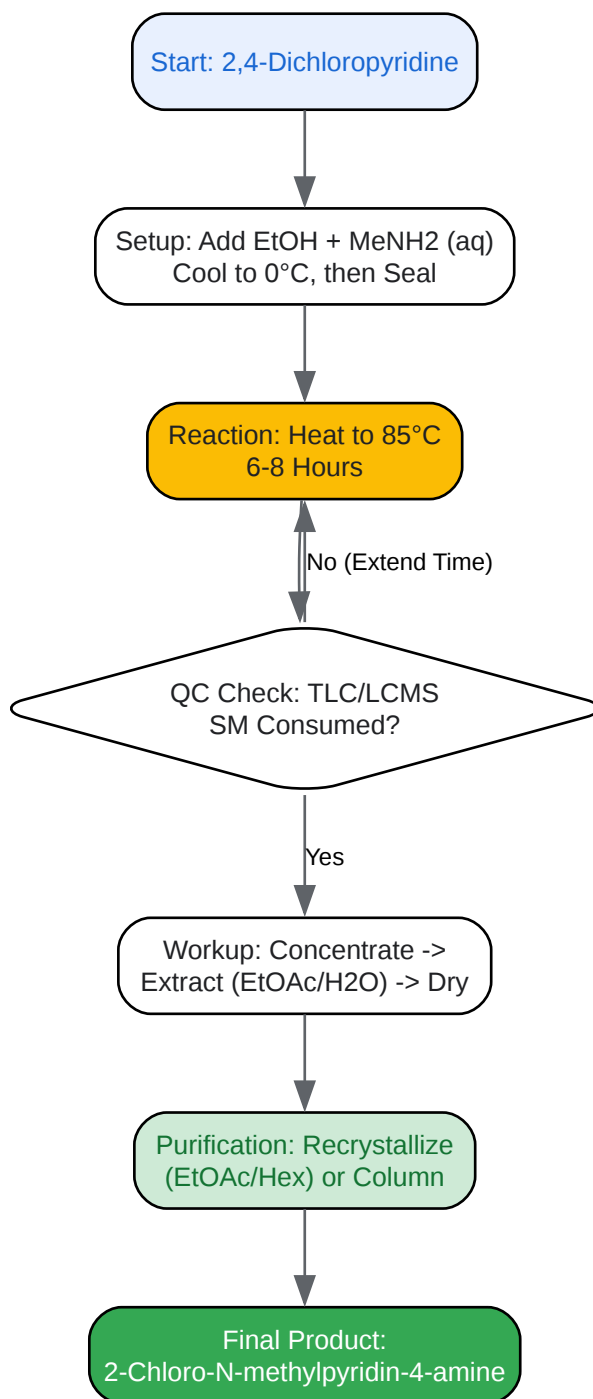 Start: 2,4-Dichloropyridine
Setup: Add EtOH + MeNH2 (aq)
Cool to 0°C, then Seal
Reaction: Heat to 85°C
6-8 Hours
No (Extend Time)
QC Check: TLC/LCMS
SM Consumed?
Yes
Workup: Concentrate ->
Extract (EtOAc/H2O) -> Dry
Purification: Recrystallize
(EtOAc/Hex) or Column
Final Product:
2-Chloro-N-methylpyridin-4-amine